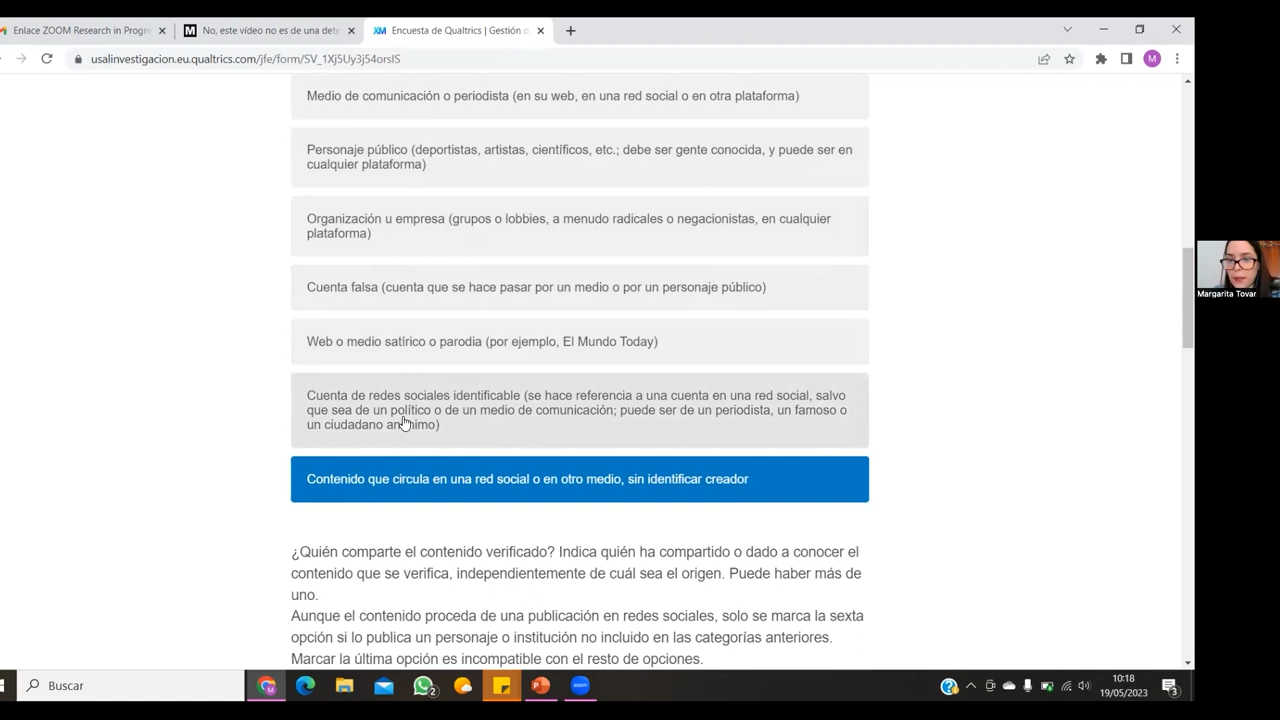 Enlace ZOOM Research in Progre
No, este vídeo no es de una dete
Encuesta de Qualtrics | Gestión d
usalinvestigacion.eu.qualtrics.com/jfe/form/SV_1Xj5Uy3j54orslS
Medio de comunicación o periodista (en su web, en una red social o en otra plataforma)
Personaje público (deportistas, artistas, científicos, etc.; debe ser gente conocida, y puede ser en
cualquier plataforma)
Organización u empresa (grupos o lobbies, a menudo radicales o negacionistas, en cualquier
plataforma)
Cuenta falsa (cuenta que se hace pasar por un medio o por un personaje público)
Web o medio satírico o parodia (por ejemplo, El Mundo Today)
Cuenta de redes sociales identificable (se hace referencia a una cuenta en una red social, salvo
que sea de un político o de un medio de comunicación; puede ser de un periodista, un famoso o
un ciudadano anónimo)
Contenido que circula en una red social o en otro medio, sin identificar creador
¿Quién comparte el contenido verificado? Indica quién ha compartido o dado a conocer el
contenido que se verifica, independientemente de cuál sea el origen. Puede haber más de
uno.
Aunque el contenido proceda de una publicación en redes sociales, solo se marca la sexta
opción si lo publica un personaje o institución no incluido en las categorías anteriores.
Marcar la última opción es incompatible con el resto de opciones.
Margarita Tovar
Buscar
10:18
19/05/2023